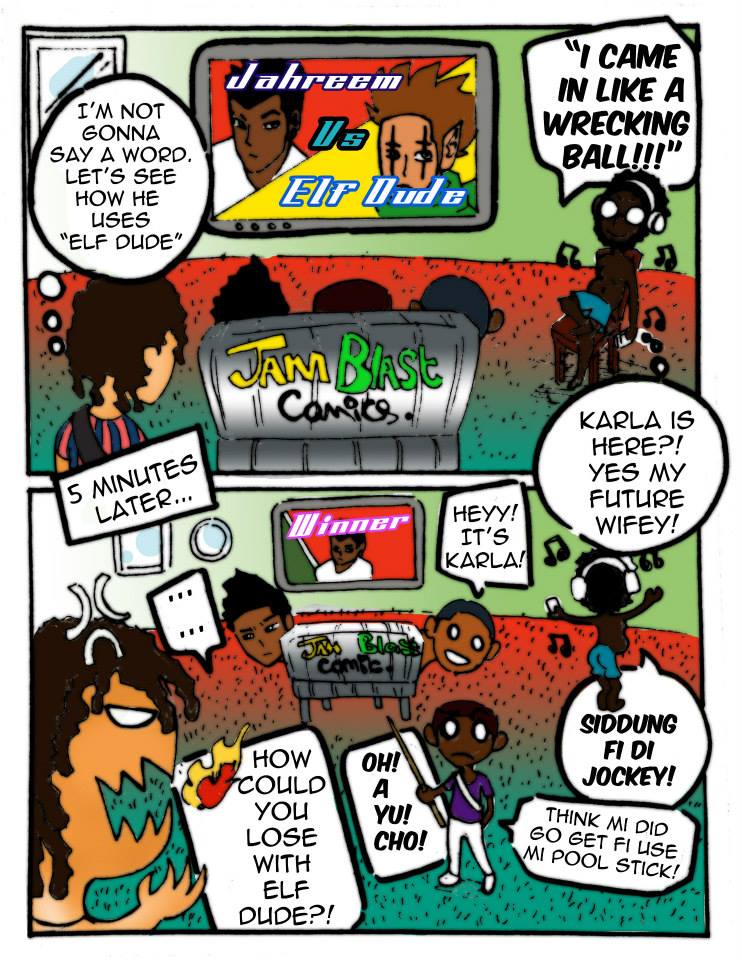 Jahreem
Vs
Elf Dude
"I CAME
IN LIKE A
WRECKING
BALL!!!"
I'M NOT
GONNA
SAY A WORD.
LET'S SEE
HOW HE
USES
"ELF DUDE"
JAM BLAST
Comics.
KARLA IS
HERE?!
YES MY
FUTURE
WIFEY!
5 MINUTES
LATER...
Winner
HEYY!
IT'S
KARLA!
...
...
JAM Blast
comic.
HOW
COULD
YOU
LOSE
WITH
ELF
DUDE?!
OH!
A
YU!
CHO!
SIDDUNG
FI DI
JOCKEY!
THINK MI DID
GO GET FI USE
MI POOL STICK!